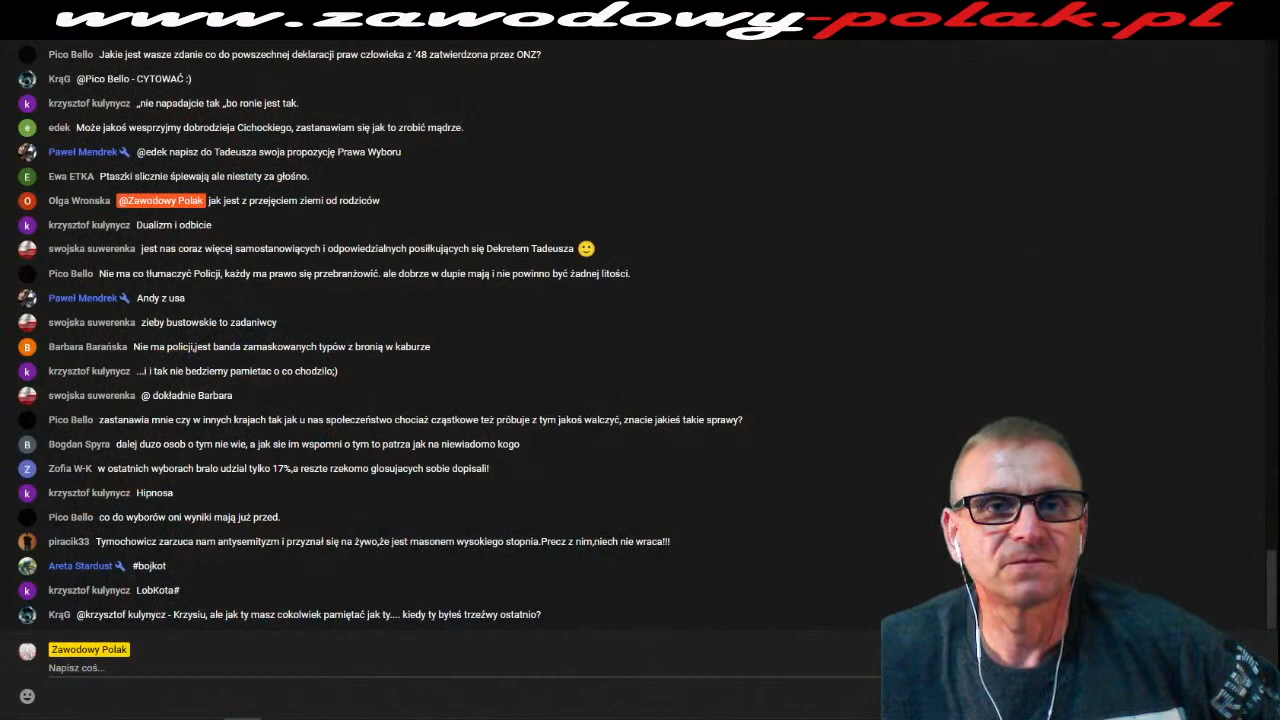 www.zawodowy-polak.pl
Pico Bello Jakie jest wasze zdanie co do powszechnej deklaracji praw człowieka z '48 zatwierdzona przez ONZ?
KrąG @Pico Bello - CYTOWAĆ :)
krzysztof kulynycz „nie napadajcie tak „bo ronie jest tak.
edek Może jakoś wesprzyjmy dobrodzieja Cichockiego, zastanawiam się jak to zrobić mądrze.
Paweł Mendrek @edek napisz do Tadeusza swoja propozycję Prawa Wyboru
Ewa ETKA Ptaszki slicznie śpiewają ale niestety za głośno.
Olga Wronska @Zawodowy Polak jak jest z przejęciem ziemi od rodziców
krzysztof kulynycz Dualizm i odbicie
swojska suwerenka jest nas coraz więcej samostanowiących i odpowiedzialnych posiłkujących się Dekretem Tadeusza
Pico Bello Nie ma co tłumaczyć Policji, każdy ma prawo się przebranżowić. ale dobrze w dupie mają i nie powinno być żadnej litości.
Paweł Mendrek Andy z usa
swojska suwerenka zieby bustowskie to zadaniwcy
Barbara Barańska Nie ma policji,jest banda zamaskowanych typów z bronią w kaburze
krzysztof kulynycz ...i i tak nie bedziemy pamietac o co chodzilo;)
swojska suwerenka @ dokładnie Barbara
Pico Bello zastanawia mnie czy w innych krajach tak jak u nas społeczeństwo chociaż cząstkowe też próbuje z tym jakoś walczyć, znacie jakieś takie sprawy?
Bogdan Spyra dalej duzo osob o tym nie wie, a jak sie im wspomni o tym to patrza jak na niewiadomo kogo
Zofia W-K w ostatnich wyborach bralo udzial tylko 17%,a reszte rzekomo glosujacych sobie dopisali!
krzysztof kulynycz Hipnosa
Pico Bello co do wyborów oni wyniki mają już przed.
piracik33 Tymochowicz zarzuca nam antysemityzm i przyznał się na żywo,że jest masonem wysokiego stopnia.Precz z nim,niech nie wraca!!!
Areta Stardust #bojkot
krzysztof kulynycz LobKota#
KrąG @krzysztof kulynycz - Krzysiu, ale jak ty masz cokolwiek pamiętać jak ty.... kiedy ty byłeś trzeźwy ostatnio?
Zawodowy Polak
Napisz coś...